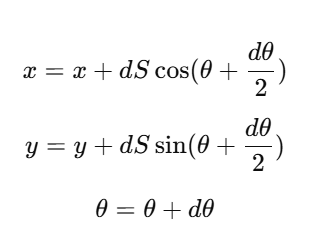 x = x + dS cos(θ + dθ/2)
y = y + dS sin(θ + dθ/2)
θ = θ + dθ